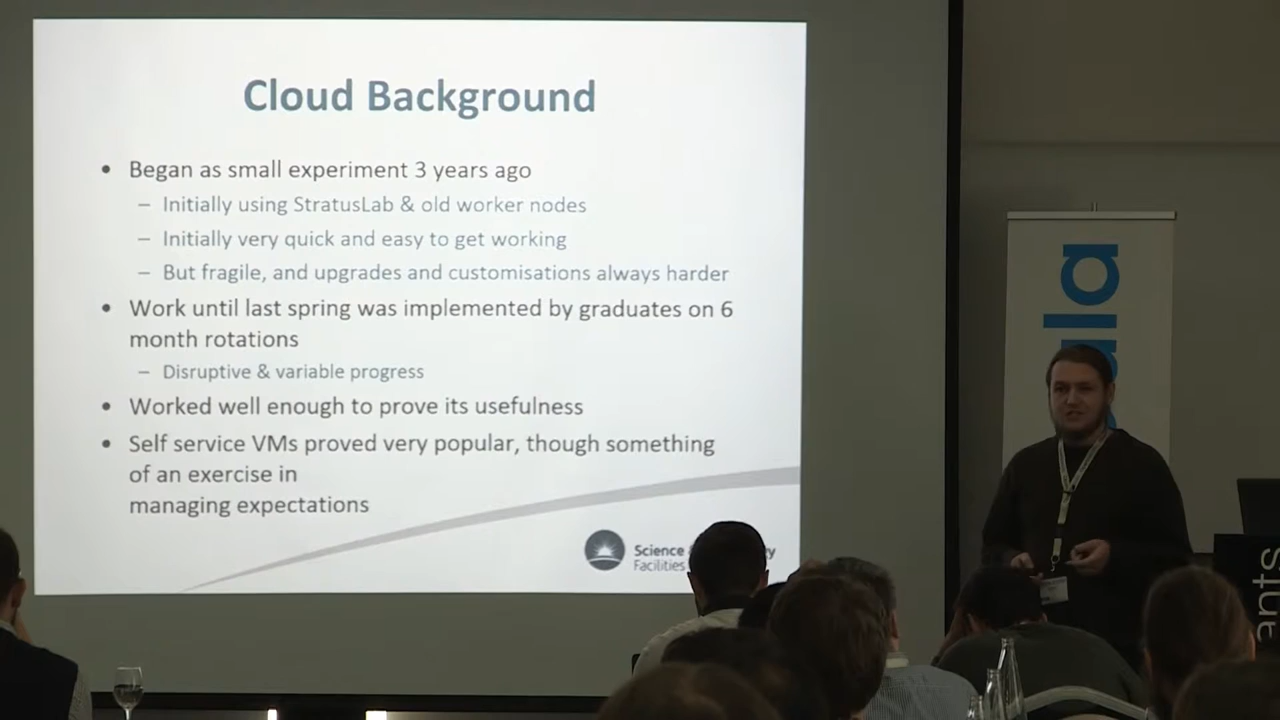 Cloud Background
• Began as small experiment 3 years ago
– Initially using StratusLab & old worker nodes
– Initially very quick and easy to get working
– But fragile, and upgrades and customisations always harder
• Work until last spring was implemented by graduates on 6
month rotations
– Disruptive & variable progress
• Worked well enough to prove its usefulness
• Self service VMs proved very popular, though something
of an exercise in
managing expectations
Science
Facilities
ala
ants